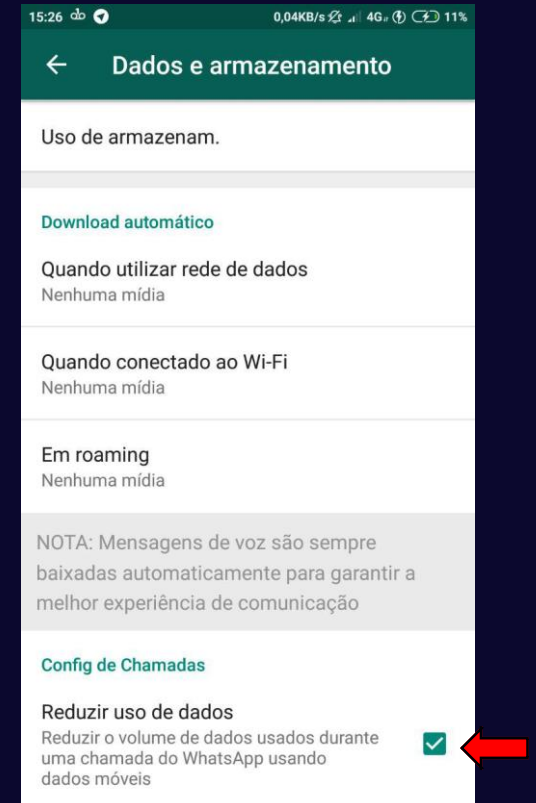 15:26 0,04KB/s 4G 11%
Dados e armazenamento
Uso de armazenam.
Download automático
Quando utilizar rede de dados
Nenhuma mídia
Quando conectado ao Wi-Fi
Nenhuma mídia
Em roaming
Nenhuma mídia
NOTA: Mensagens de voz são sempre
baixadas automaticamente para garantir a
melhor experiência de comunicação
Config de Chamadas
Reduzir uso de dados
Reduzir o volume de dados usados durante
uma chamada do WhatsApp usando
dados móveis